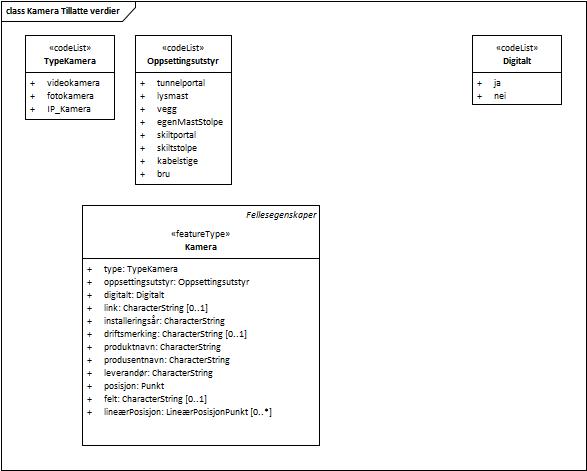 class Kamera Tillatte verdier
«codeList»
TypeKamera
+ videokamera
+ fotokamera
+ IP_Kamera
«codeList»
Oppsettingsutstyr
+ tunnelportal
+ lysmast
+ vegg
+ egenMastStolpe
+ skiltportal
+ skiltstolpe
+ kabelstige
+ bru
«codeList»
Digitalt
+ ja
+ nei
Fellesegenskaper
«featureType»
Kamera
+ type: TypeKamera
+ oppsettingsutstyr: Oppsettingsutstyr
+ digitalt: Digitalt
+ link: CharacterString [0..1]
+ installeringsår: CharacterString
+ driftsmerking: CharacterString [0..1]
+ produktnavn: CharacterString
+ produsentnavn: CharacterString
+ leverandør: CharacterString
+ posisjon: Punkt
+ felt: CharacterString [0..1]
+ lineærPosisjon: LineærPosisjonPunkt [0..*]